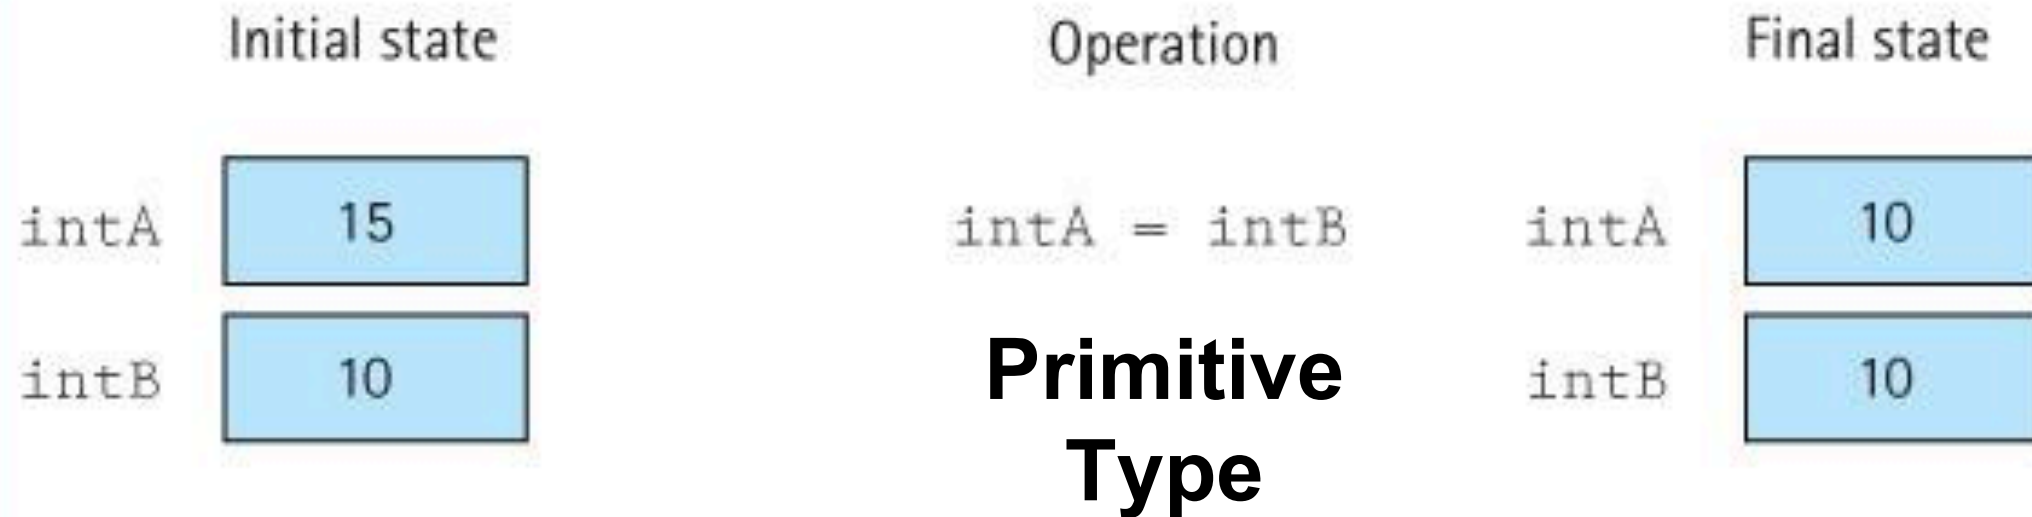 Initial state Operation Final state
intA 15 intA = intB intA 10
intB 10 Primitive intB 10
Type